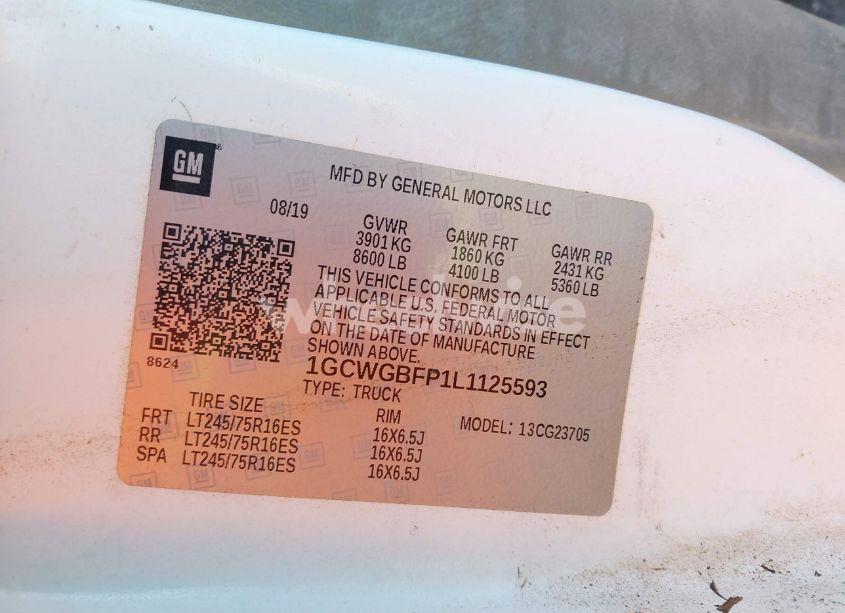 GM
MFD BY GENERAL MOTORS LLC
08/19
GVWR GAWR FRT GAWR RR
3901 KG 1860 KG 2431 KG
8600 LB 4100 LB 5360 LB
THIS VEHICLE CONFORMS TO ALL
APPLICABLE U.S. FEDERAL MOTOR
VEHICLE SAFETY STANDARDS IN EFFECT
ON THE DATE OF MANUFACTURE
SHOWN ABOVE.
8624
1GCWGBFP1L1125593
TYPE: TRUCK
TIRE SIZE RIM MODEL: 13CG23705
FRT LT245/75R16ES 16X6.5J
RR LT245/75R16ES 16X6.5J
SPA LT245/75R16ES 16X6.5J